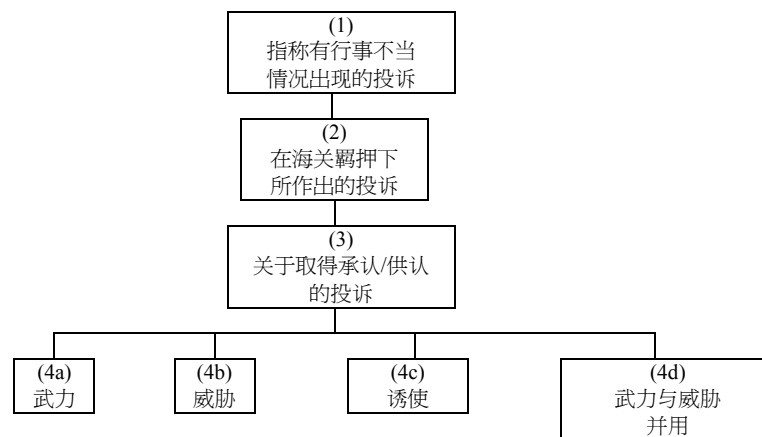 (1)
指称有行事不当
情况出现的投诉
(2)
在海关羁押下
所作出的投诉
(3)
关于取得承认/供认
的投诉
(4a)
武力
(4b)
威胁
(4c)
诱使
(4d)
武力与威胁
并用